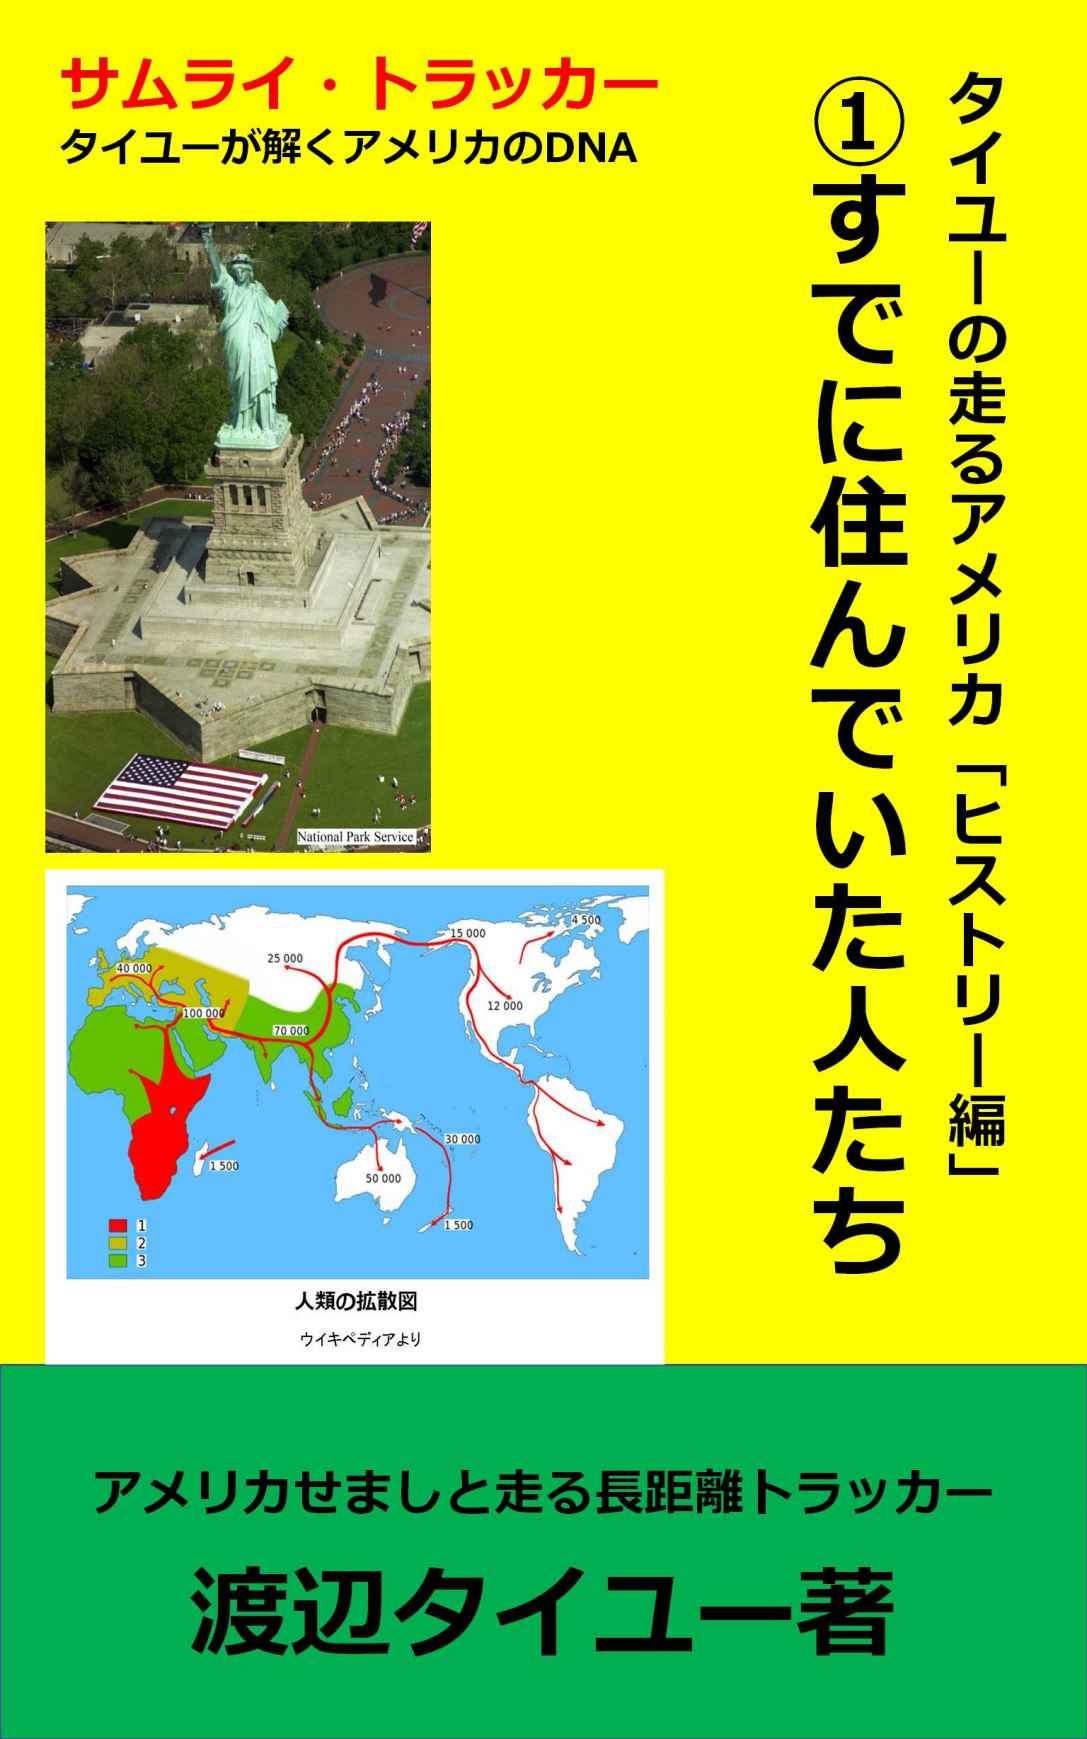 サムライ・トラッカー
タイユーが解くアメリカのDNA
タイユーの走るアメリカ「ヒストリー編」
①すでに住んでいた人たち
National Park Service
4 500
15 000
25 000
40 000
12 000
100 000
70 000
30 000
1 500
50 000
1 500
1
2
3
人類の拡散図
ウイキペディアより
アメリカせましと走る長距離トラッカー
渡辺タイユー著